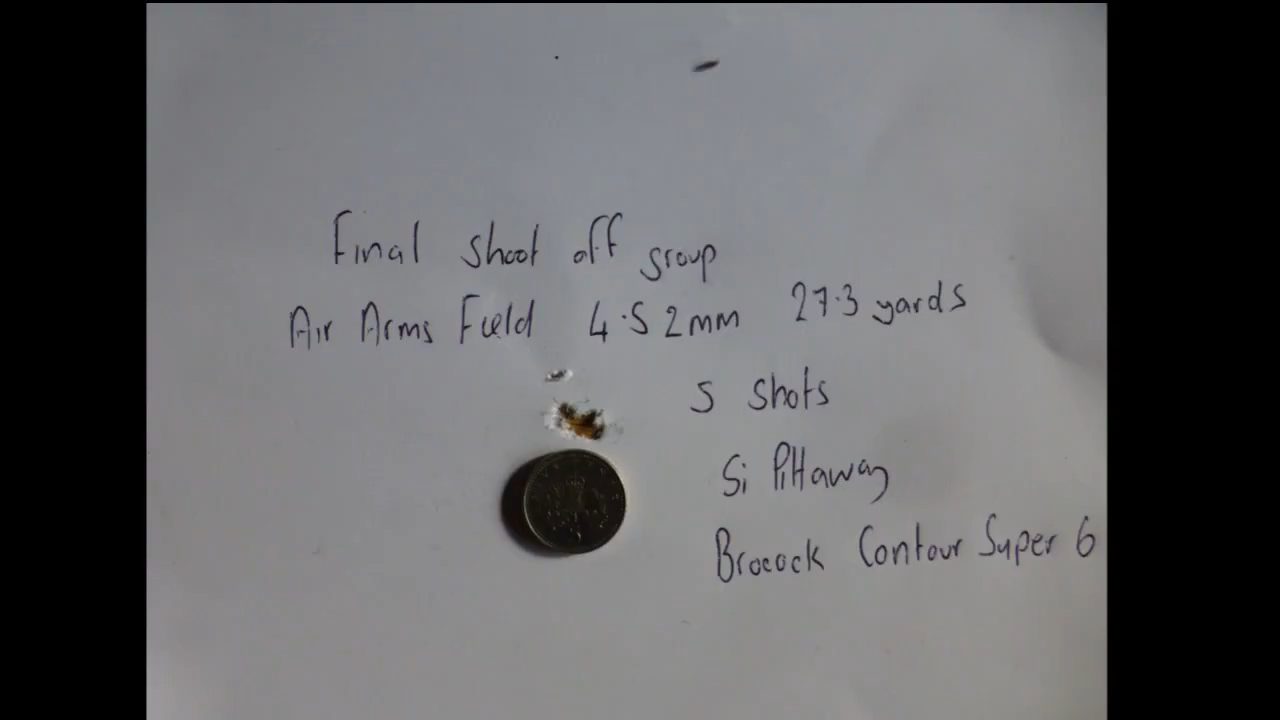 Final shoot off group
Air Arms Field 4.52mm 27.3 yards
5 shots
Si Pittaway
Brocock Contour Super 6